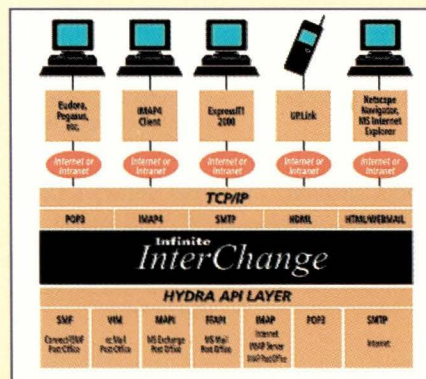 Eudora,
Pegasus,
etc.
IMAP4
Client
ExpressIT!
2000
UP.Link
Netscape
Navigator,
MS Internet
Explorer
Internet or
Intranet
Internet or
Intranet
Internet or
Intranet
Internet or
Intranet
Internet or
Intranet
TCP/IP
POP3 IMAP4 SMTP HDML HTML/WEBMAIL
Infinite
InterChange
HYDRA API LAYER
SMF VIM MAPI FFAPI IMAP POP3 SMTP
Connect2SMF
Post Office
cc:Mail
Post Office
MS Exchange
Post Office
MS Mail
Post Office
Internet
IMAP Server
IMAP Post Office
Internet